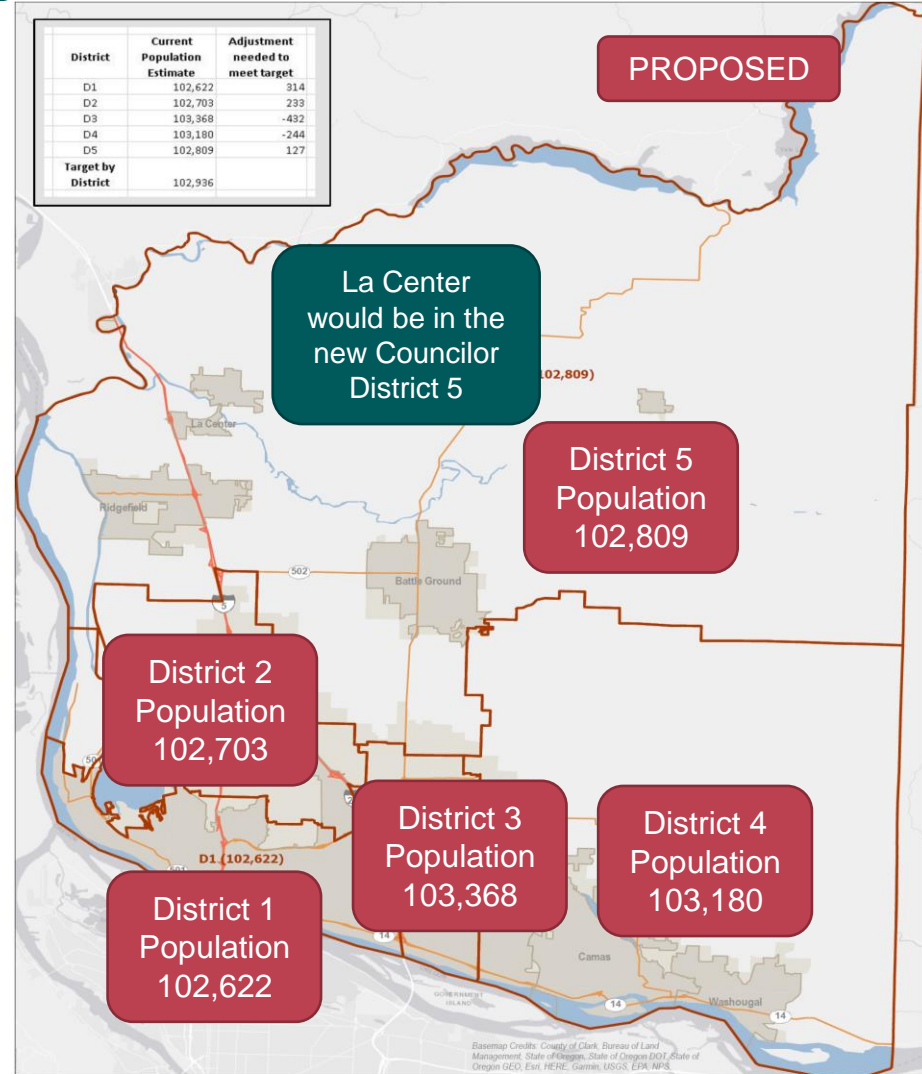 District
Current
Population
Estimate
Adjustment
needed to
meet target
D1 102,622 314
D2 102,703 233
D3 103,368 -432
D4 103,180 -244
D5 102,809 127
Target by
District 102,936
PROPOSED
La Center
would be in the
new Councilor
District 5
102,809)
La Center
District 5
Population
102,809
Ridgefield
502
Battle Ground
5
District 2
Population
102,703
District 3
Population
103,368
District 4
Population
103,180
D1 (102,622)
District 1
Population
102,622
14
Camas
GOVERNMENT
ISLAND
14
Washougal
14
Basemap Credits: County of Clark, Bureau of Land
Management, State of Oregon, State of Oregon DOT, State of
Oregon GEO, Esri, HERE, Garmin, USGS, EPA, NPS